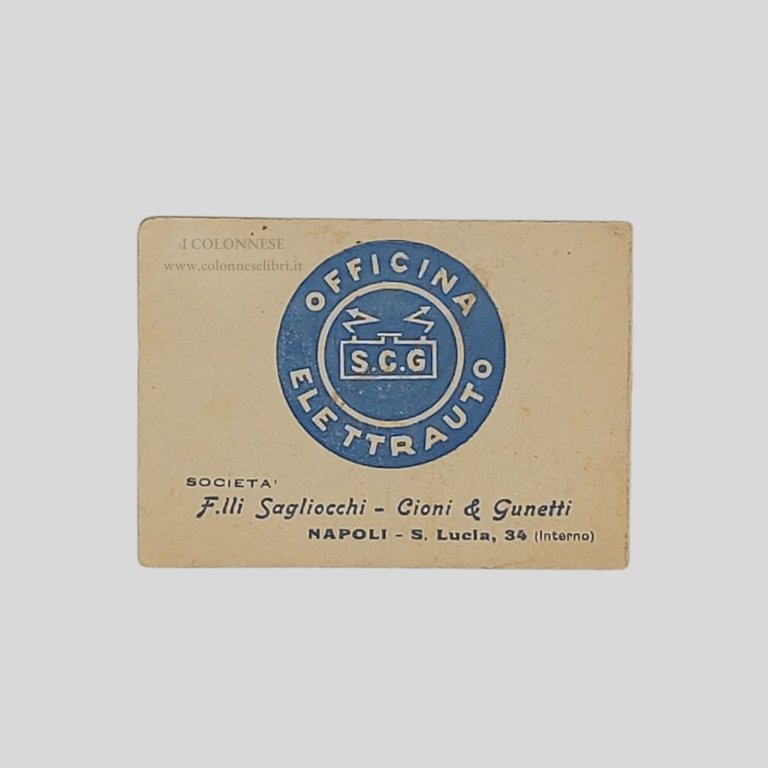 I COLONNESE
www.colonneselibri.it
OFFICINA
S.C.G
ELETTRAUTO
SOCIETA'
F.lli Sagliocchi - Cioni & Gunetti
NAPOLI - S. Lucia, 34 (Interno)